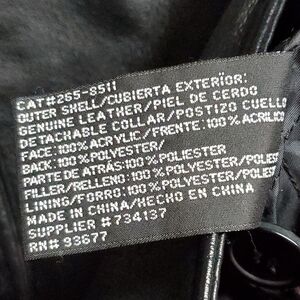 CAT#265-8511
OUTER SHELL/CUBIERTA EXTERIOR:
GENUINE LEATHER/PIEL DE CERDO
DETACHABLE COLLAR/POSTIZO CUELLO
FACE:100% ACRYLIC/FRENTE:100% ACRILICO
BACK:100% POLYESTER/
PARTE DE ATRÁS:100% POLIESTER
FILLER/RELLENO:100% POLYESTER/POLIES
LINING/FORRO:100% POLYESTER/POLIES
MADE IN CHINA/HECHO EN CHINA
SUPPLIER #734137
RN# 93677